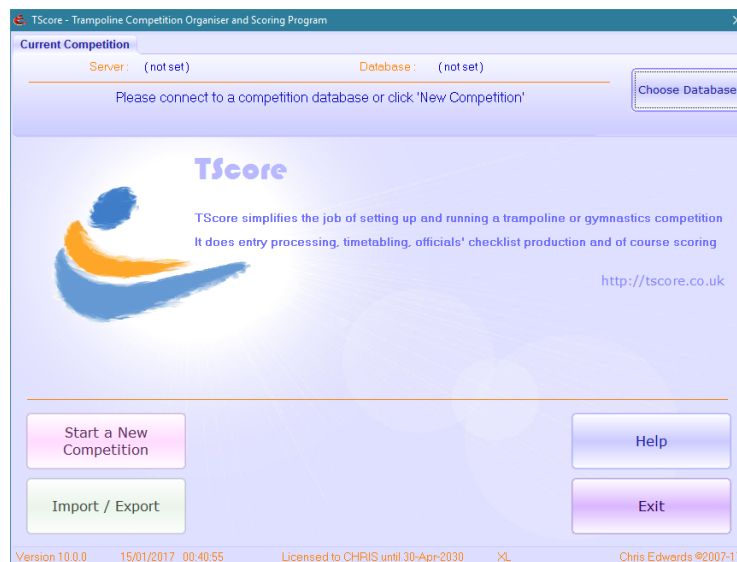 TScore - Trampoline Competition Organiser and Scoring Program
Current Competition
Server : (not set) Database : (not set)
Please connect to a competition database or click 'New Competition'
Choose Database
TScore
TScore simplifies the job of setting up and running a trampoline or gymnastics competition
It does entry processing, timetabling, officials' checklist production and of course scoring
http://tscore.co.uk
Start a New
Competition
Help
Import / Export
Exit
Version 10.0.0 15/01/2017 00:40:55 Licensed to CHRIS until 30-Apr-2030 XL Chris Edwards ©2007-1